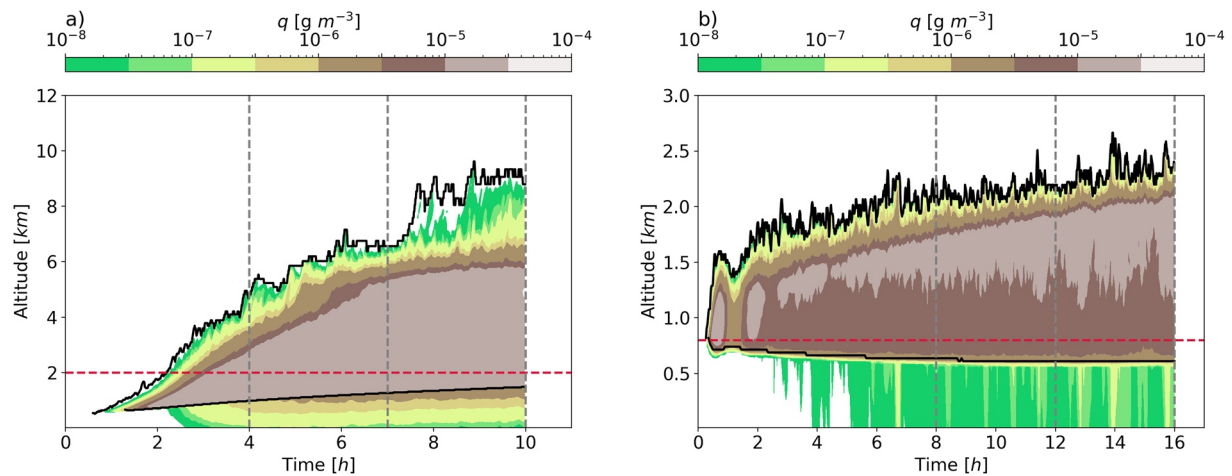 a)
q [g m⁻³]
10⁻⁸ 10⁻⁷ 10⁻⁶ 10⁻⁵ 10⁻⁴
12
10
8
6
4
2
Altitude [km]
0 2 4 6 8 10
Time [h]
b)
q [g m⁻³]
10⁻⁸ 10⁻⁷ 10⁻⁶ 10⁻⁵ 10⁻⁴
3.0
2.5
2.0
1.5
1.0
0.5
Altitude [km]
0 2 4 6 8 10 12 14 16
Time [h]